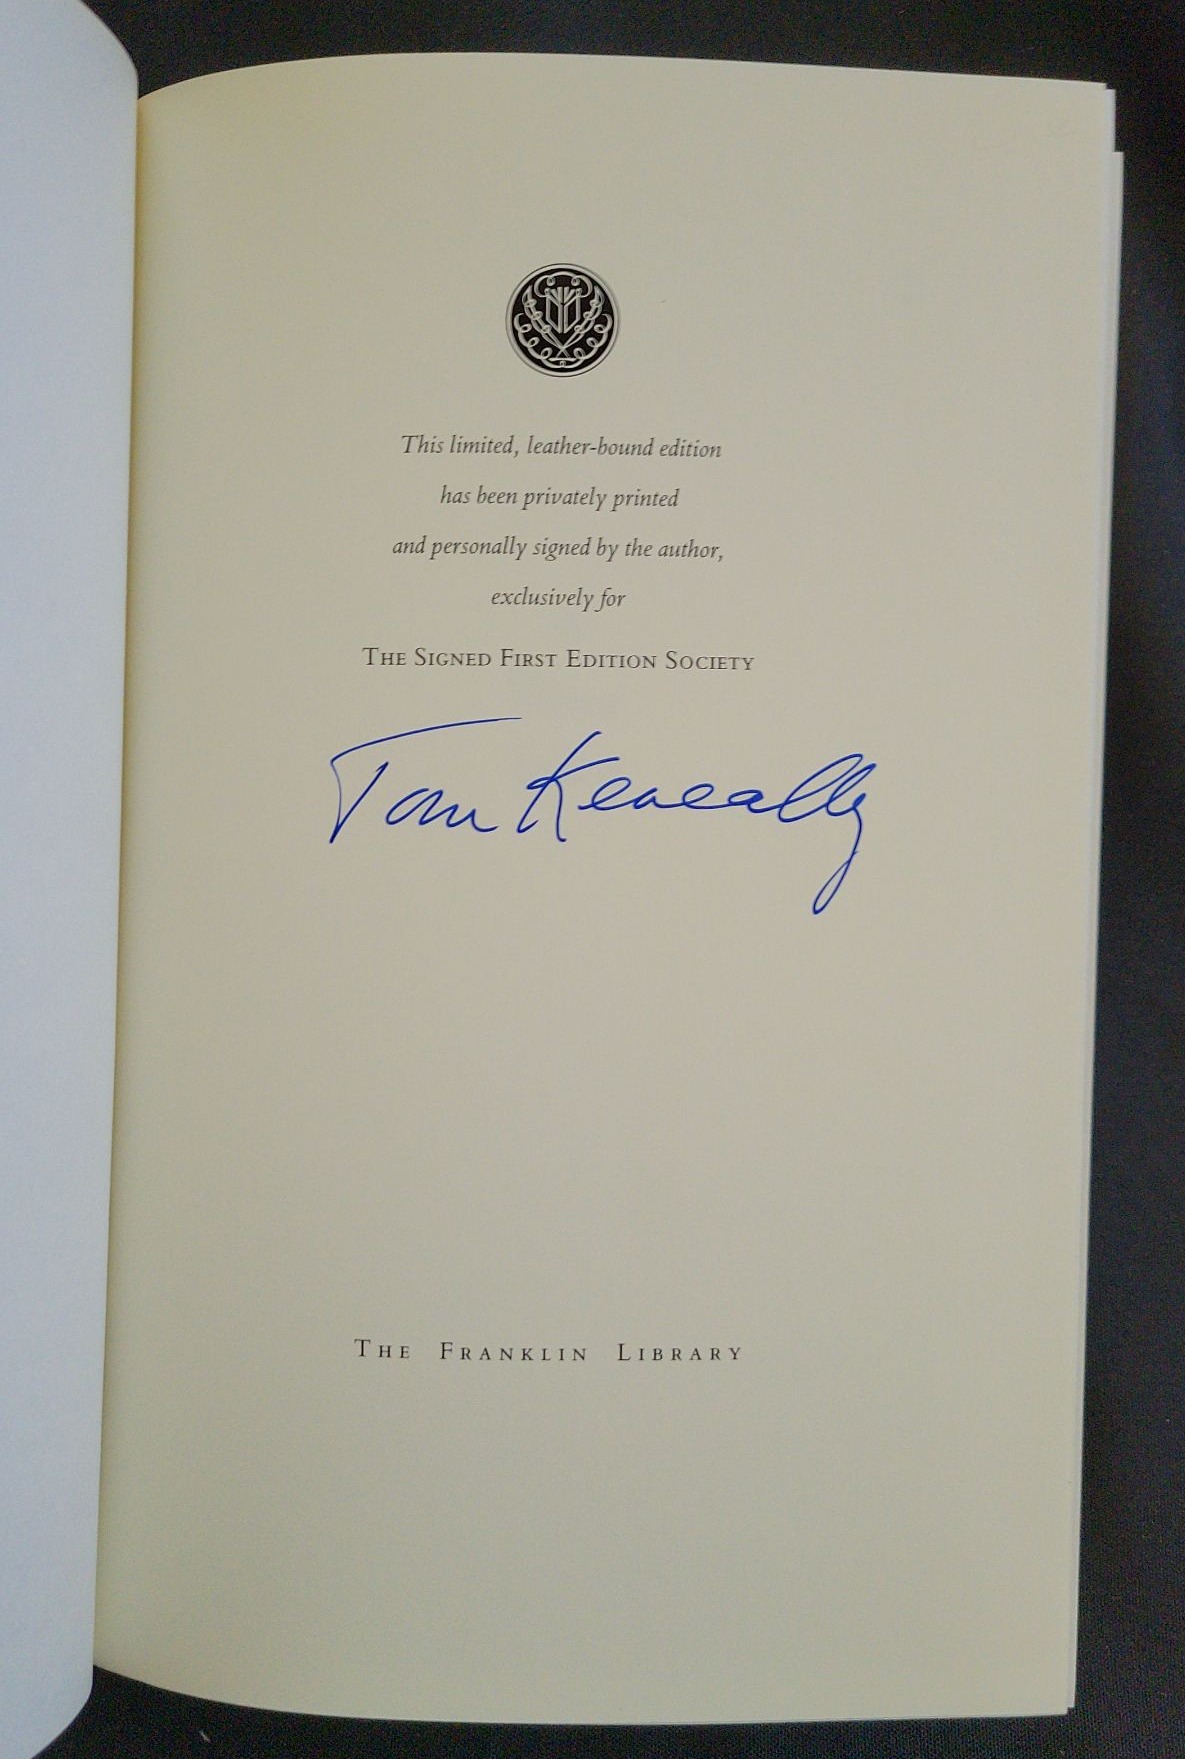 This limited, leather-bound edition
has been privately printed
and personally signed by the author,
exclusively for
THE SIGNED FIRST EDITION SOCIETY
Tom Keneally
THE FRANKLIN LIBRARY